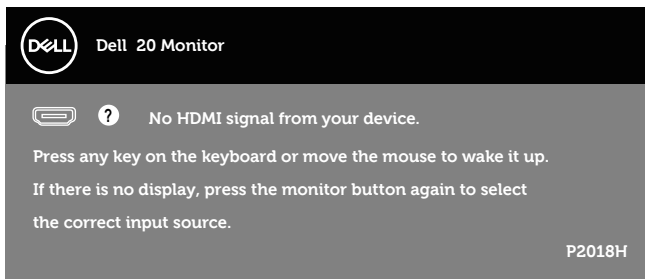 DELL
Dell 20 Monitor
? No HDMI signal from your device.
Press any key on the keyboard or move the mouse to wake it up.
If there is no display, press the monitor button again to select
the correct input source.
P2018H